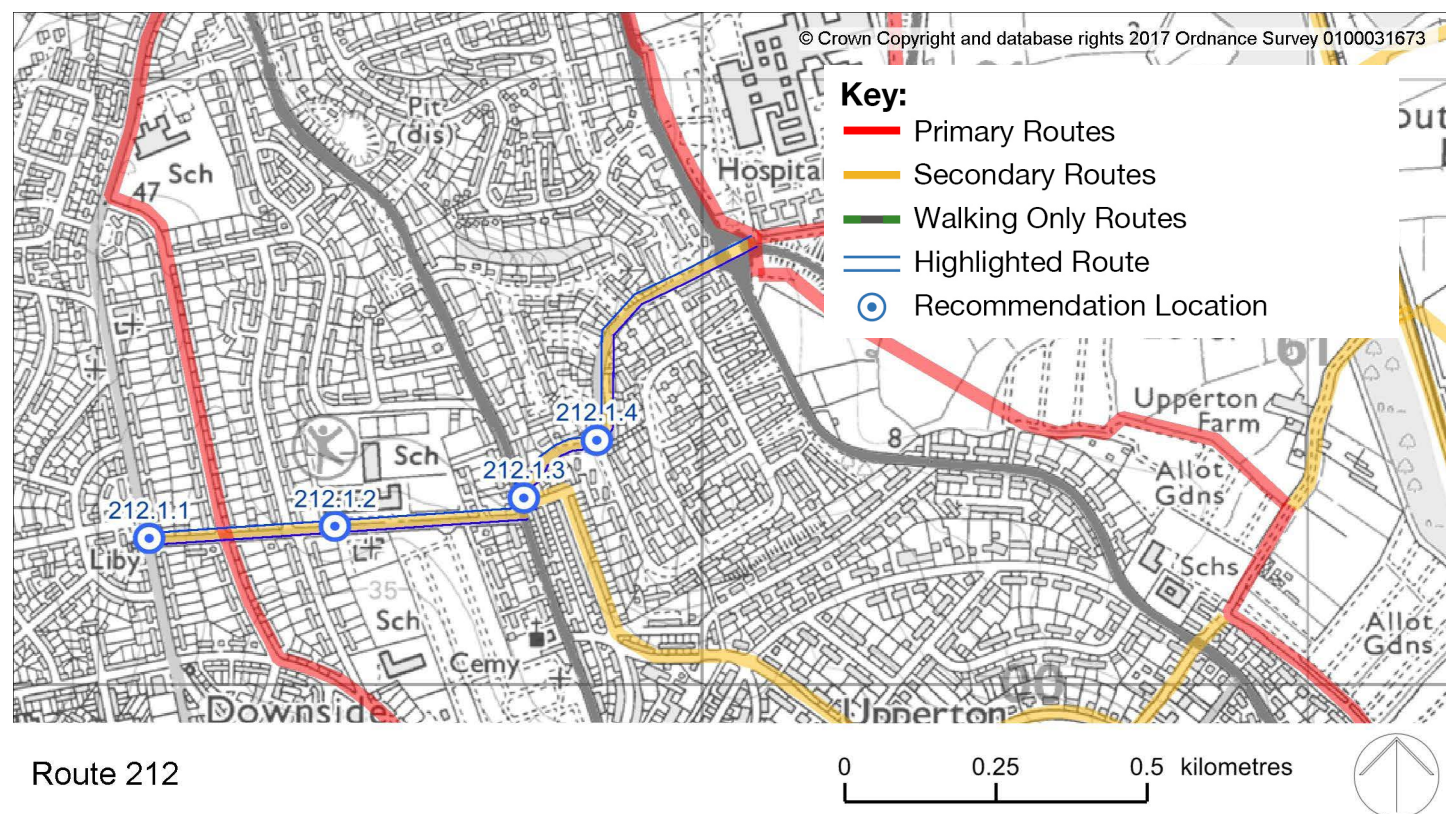 © Crown Copyright and database rights 2017 Ordnance Survey 0100031673
Key:
Primary Routes
Secondary Routes
Walking Only Routes
Highlighted Route
Recommendation Location
Pit
(dis)
Sch
47
Hospital
61
Upperton
Farm
8
212.1.4
Sch
212.1.3
Allot
Gdns
212.1.2
212.1.1
Liby
Schs
35
Sch
Allot
Gdns
Cemy
00
Downside
Upperton
Route 212
0 0.25 0.5 kilometres